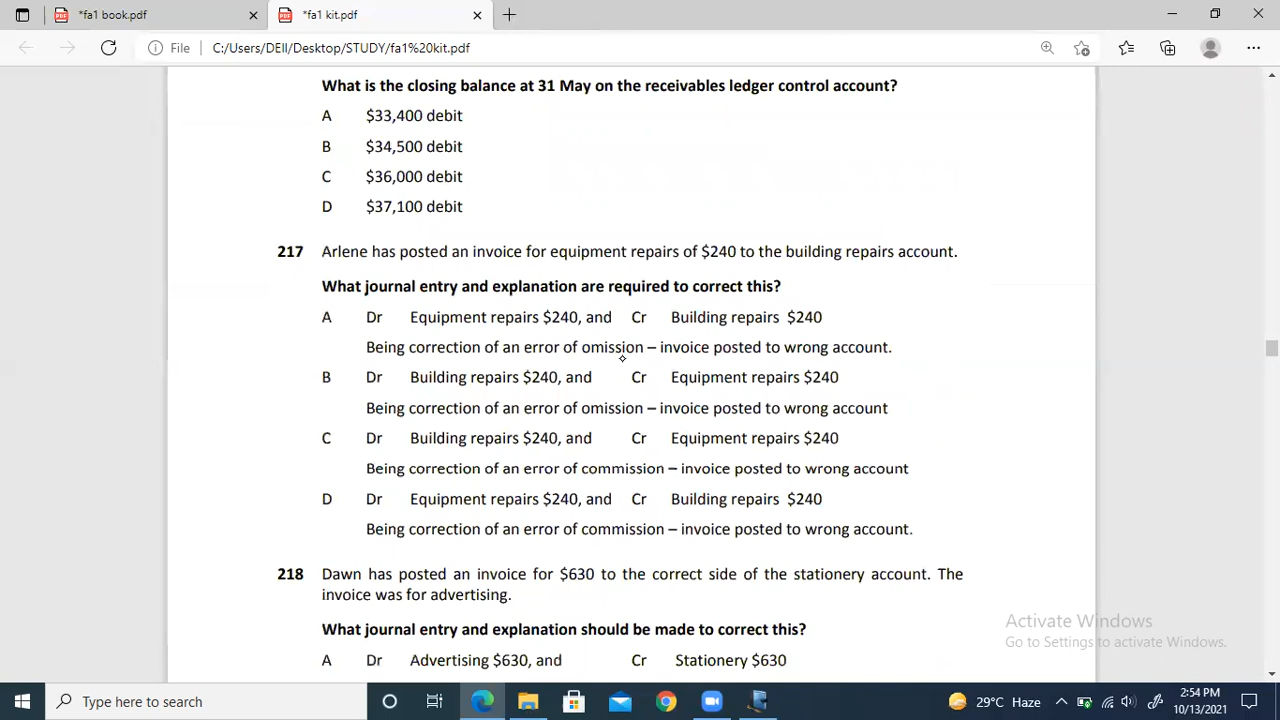 *fa1 book.pdf
*fa1 kit.pdf
File C:/Users/DEll/Desktop/STUDY/fa1%20kit.pdf
What is the closing balance at 31 May on the receivables ledger control account?
A $33,400 debit
B $34,500 debit
C $36,000 debit
D $37,100 debit
217 Arlene has posted an invoice for equipment repairs of $240 to the building repairs account.
What journal entry and explanation are required to correct this?
A Dr Equipment repairs $240, and Cr Building repairs $240
Being correction of an error of omission – invoice posted to wrong account.
B Dr Building repairs $240, and Cr Equipment repairs $240
Being correction of an error of omission – invoice posted to wrong account
C Dr Building repairs $240, and Cr Equipment repairs $240
Being correction of an error of commission – invoice posted to wrong account
D Dr Equipment repairs $240, and Cr Building repairs $240
Being correction of an error of commission – invoice posted to wrong account.
218 Dawn has posted an invoice for $630 to the correct side of the stationery account. The
invoice was for advertising.
What journal entry and explanation should be made to correct this?
A Dr Advertising $630, and Cr Stationery $630
Activate Windows
Go to Settings to activate Windows.
Type here to search
29°C Haze
2:54 PM
10/13/2021